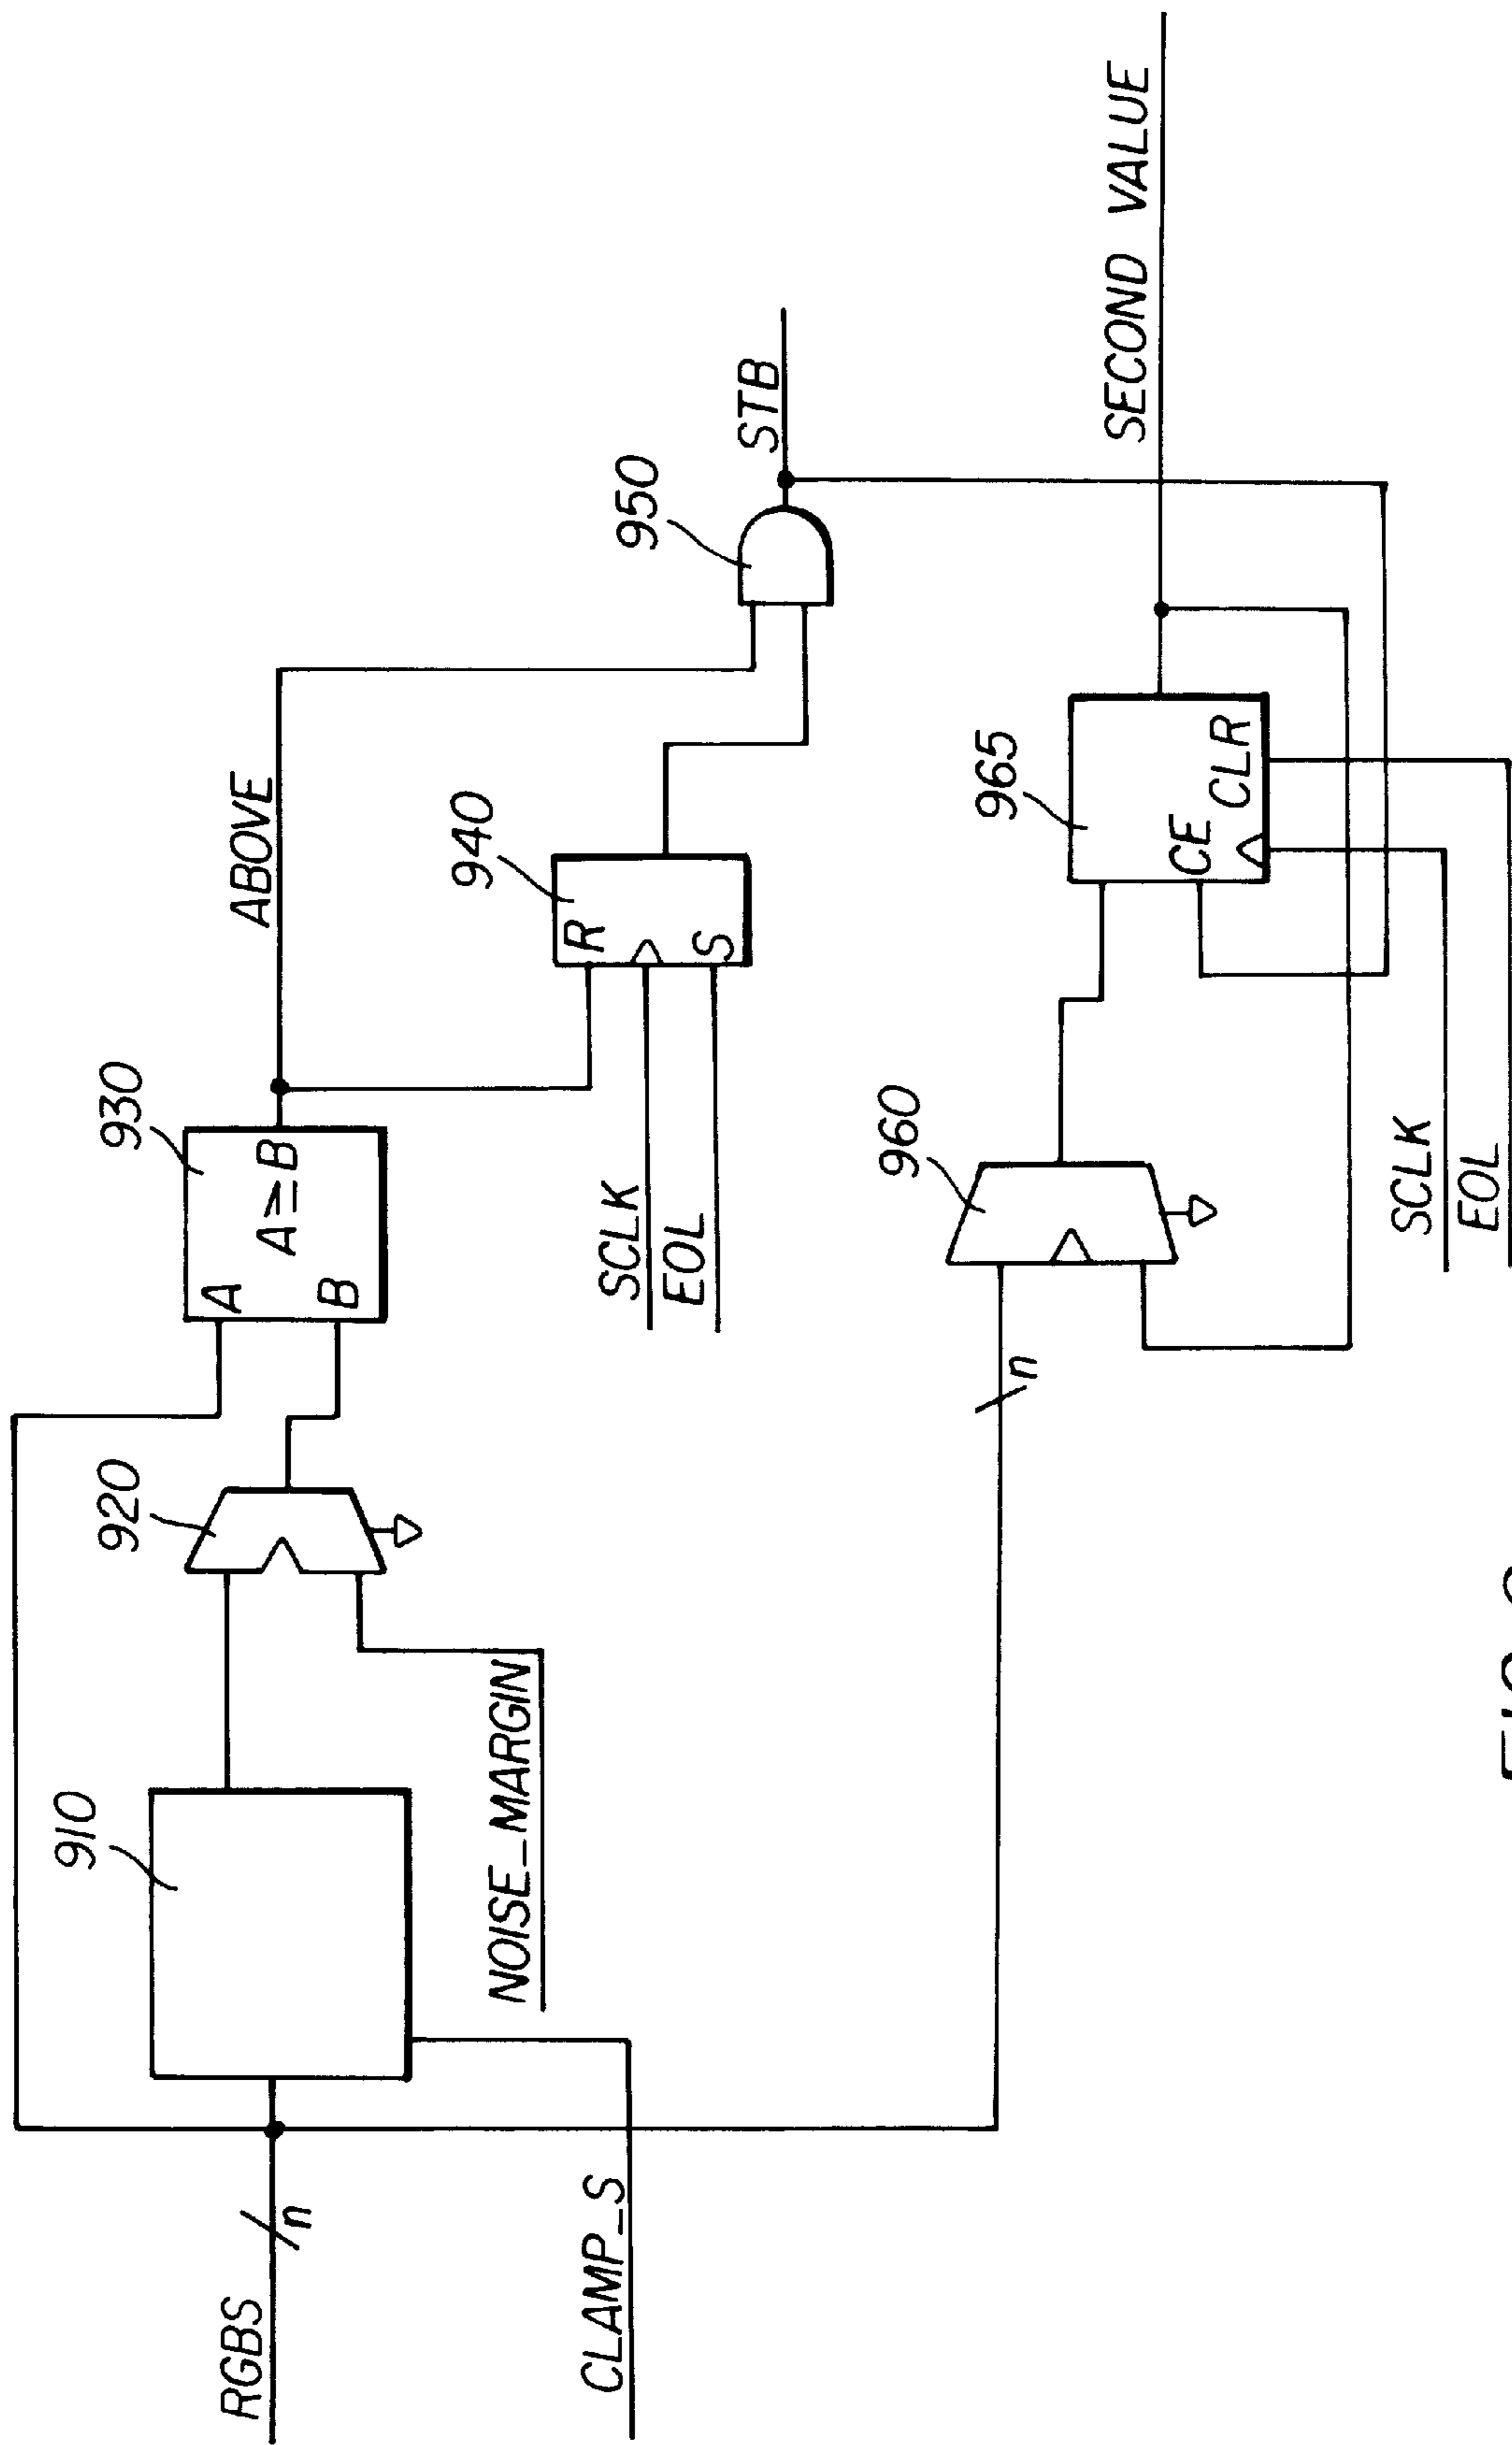 RGBS
n
CLAMP_S
910
NOISE_MARGIN
920
A
B
A≥B
930
ABOVE
SCLK
EOL
R
S
940
950
STB
n
960
SCLK
EOL
CE
CLR
965
SECOND VALUE